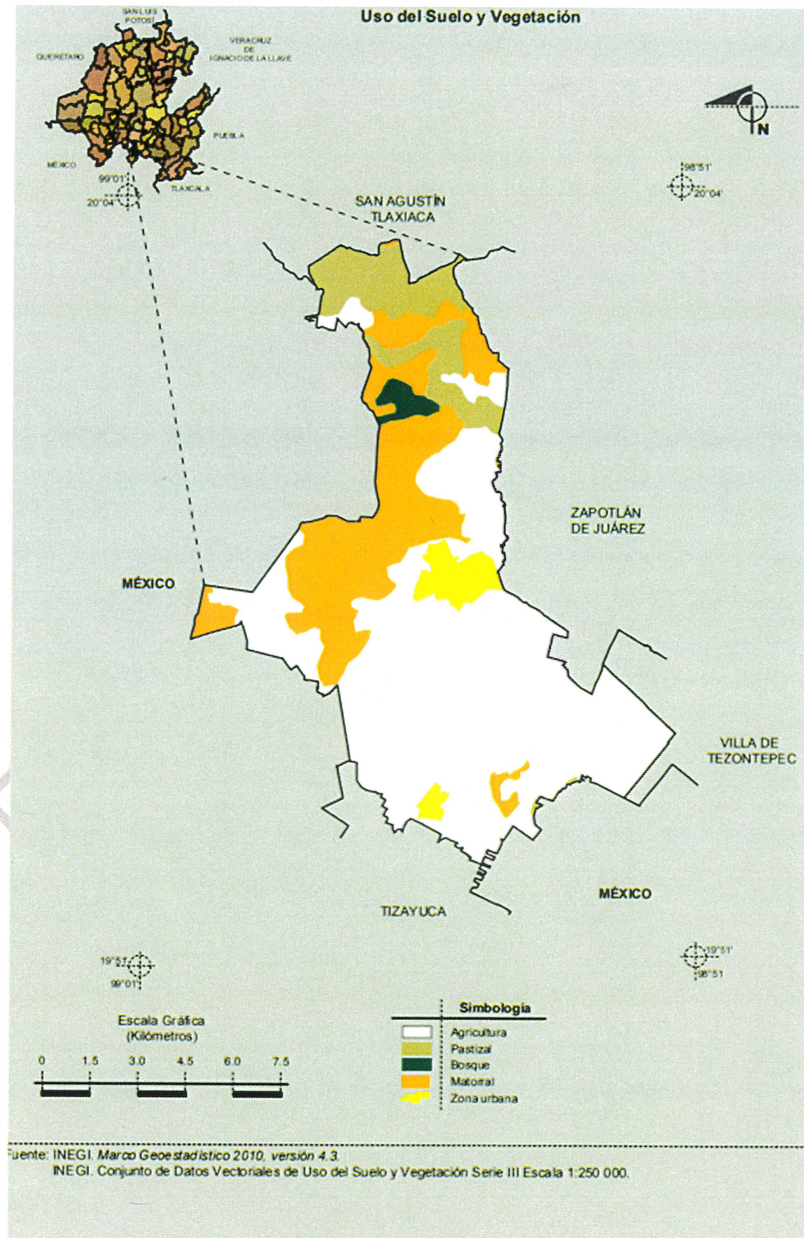 Uso del Suelo y Vegetación
SAN LUIS
POTOSÍ
VERACRUZ
DE
IGNACIO DE LA LLAVE
QUERÉTARO
PUEBLA
MÉXICO
TLAXCALA
N
99°01'
20°04'
98°51'
20°04'
SAN AGUSTÍN
TLAXIACA
ZAPOTLÁN
DE JUÁREZ
MÉXICO
VILLA DE
TEZONTEPEC
MÉXICO
TIZAYUCA
19°51'
99°01'
19°51'
98°51
Escala Gráfica
(Kilómetros)
0 1.5 3.0 4.5 6.0 7.5
Simbología
Agricultura
Pastizal
Bosque
Matorral
Zona urbana
Fuente: INEGI. Marco Geoestadístico 2010, versión 4.3.
INEGI. Conjunto de Datos Vectoriales de Uso del Suelo y Vegetación Serie III Escala 1:250 000.